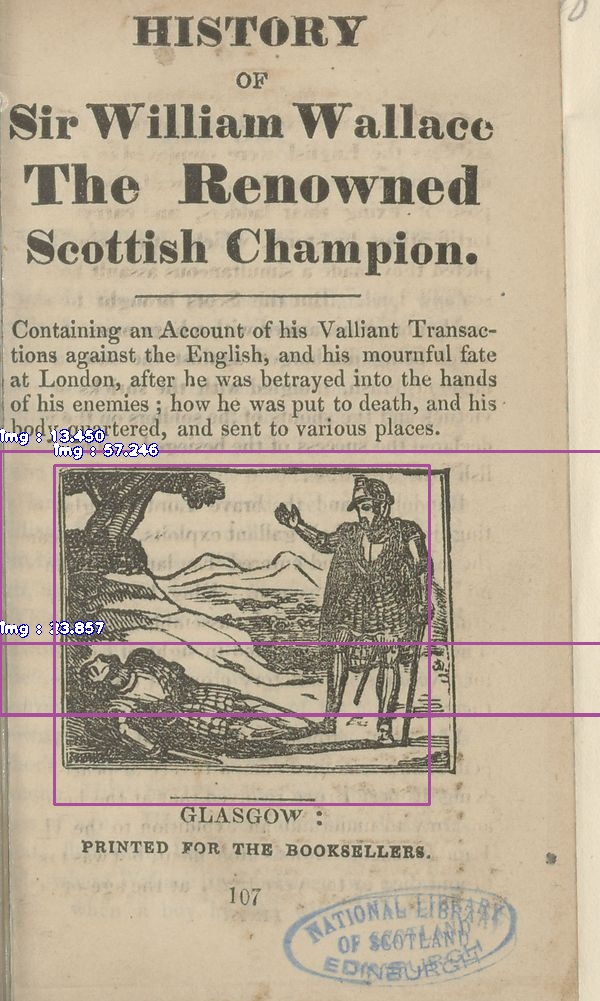 HISTORY
OF
Sir William Wallace
The Renowned
Scottish Champion.
Containing an Account of his Valliant Transac-
tions against the English, and his mournful fate
at London, after he was betrayed into the hands
of his enemies ; how he was put to death, and his
body quartered, and sent to various places.
img : 13.450
img : 57.246
img : 23.857
GLASGOW :
PRINTED FOR THE BOOKSELLERS.
107
NATIONAL LIBRARY
OF SCOTLAND
EDINBURGH